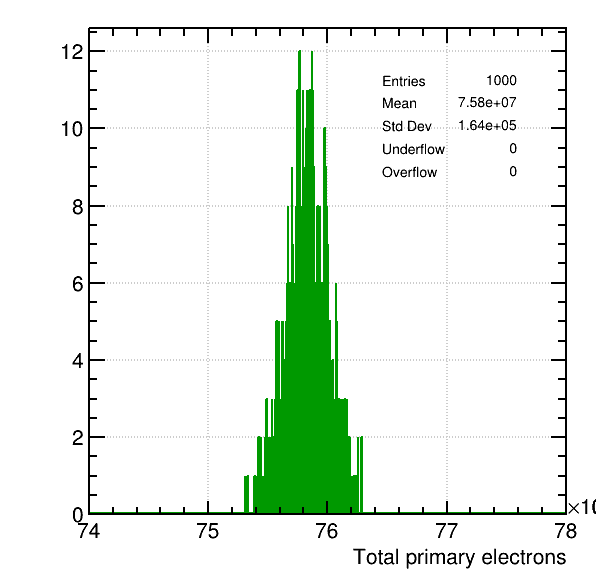 12
10
8
6
4
2
0
Entries 1000
Mean 7.58e+07
Std Dev 1.64e+05
Underflow 0
Overflow 0
74 75 76 77 78
Total primary electrons